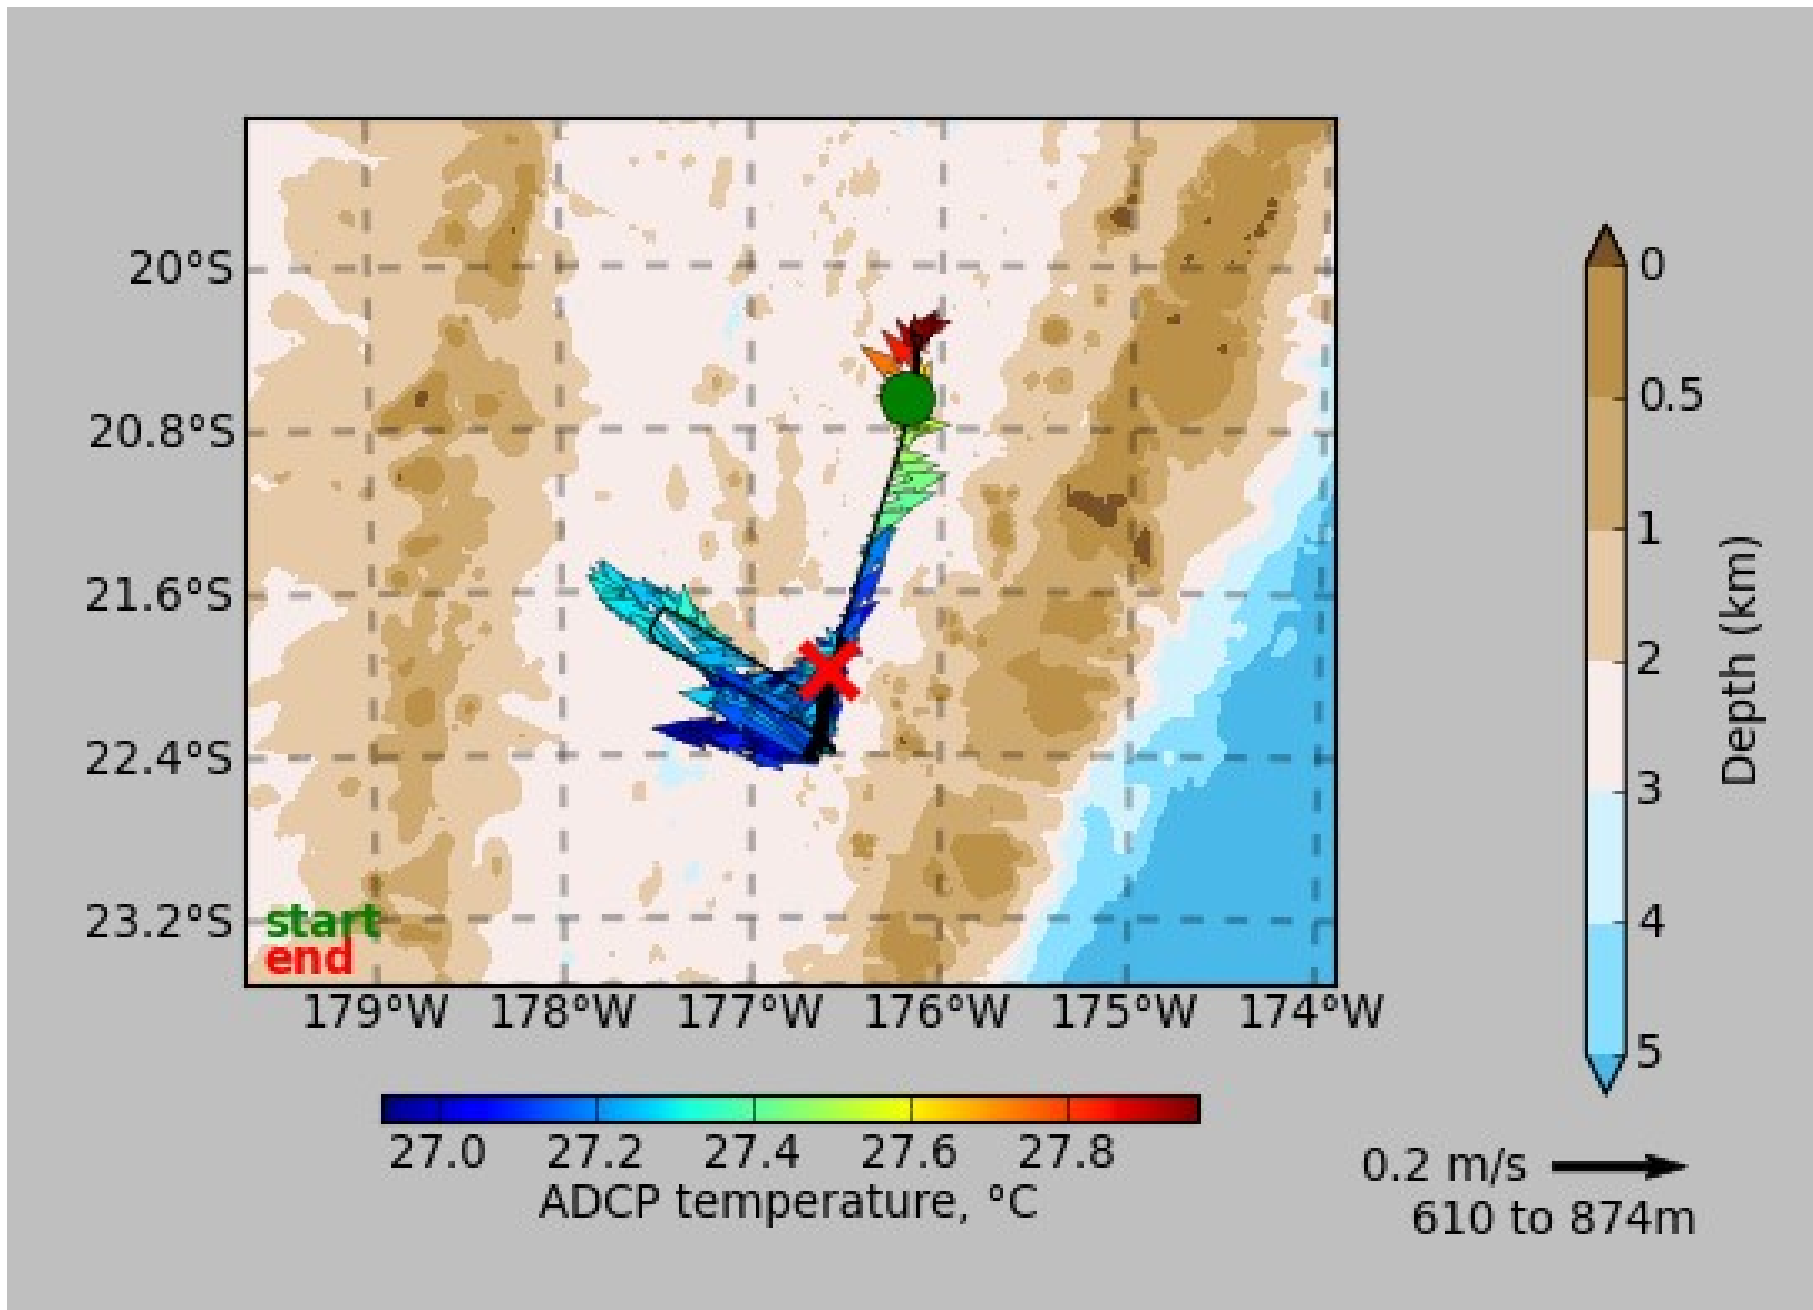 20°S
20.8°S
21.6°S
22.4°S
23.2°S
start
end
179°W 178°W 177°W 176°W 175°W 174°W
0
0.5
1
2
3
4
5
Depth (km)
27.0 27.2 27.4 27.6 27.8
ADCP temperature, °C
0.2 m/s
610 to 874m